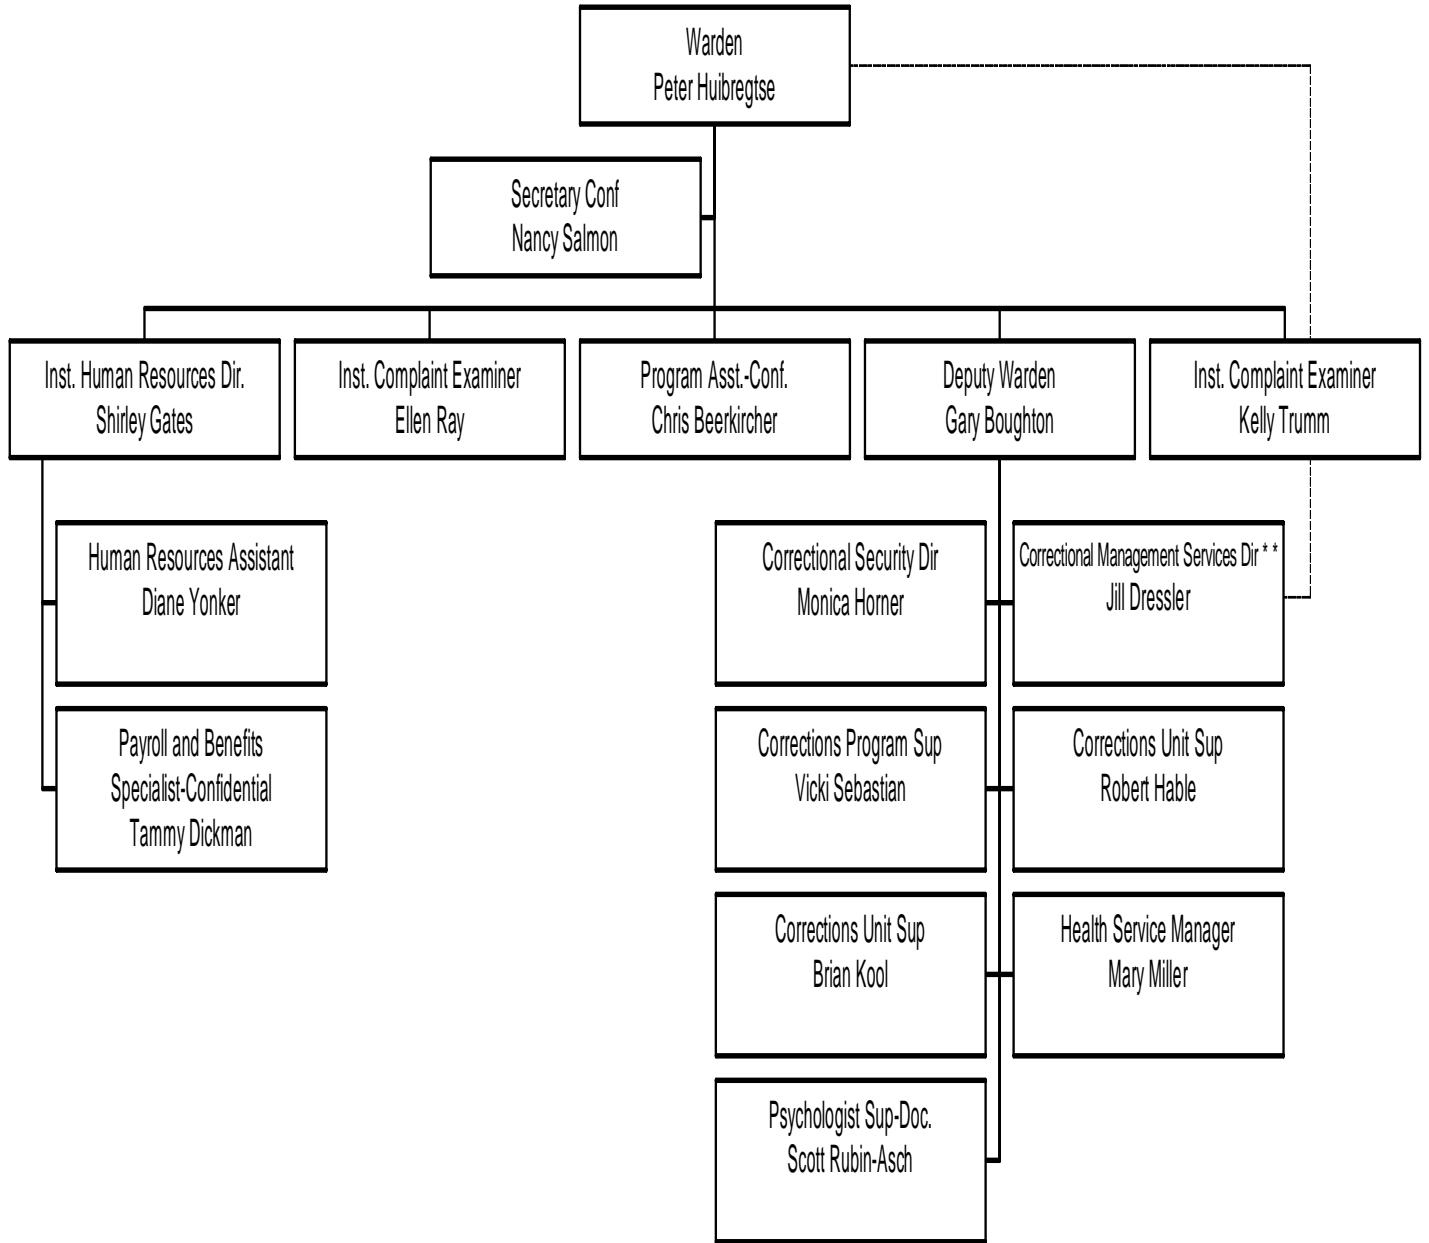 Warden
Peter Huibregtse
Secretary Conf
Nancy Salmon
Inst. Human Resources Dir.
Shirley Gates
Inst. Complaint Examiner
Ellen Ray
Program Asst.-Conf.
Chris Beerkircher
Deputy Warden
Gary Boughton
Inst. Complaint Examiner
Kelly Trumm
Human Resources Assistant
Diane Yonker
Correctional Security Dir
Monica Horner
Correctional Management Services Dir * *
Jill Dressler
Payroll and Benefits
Specialist-Confidential
Tammy Dickman
Corrections Program Sup
Vicki Sebastian
Corrections Unit Sup
Robert Hable
Corrections Unit Sup
Brian Kool
Health Service Manager
Mary Miller
Psychologist Sup-Doc.
Scott Rubin-Asch